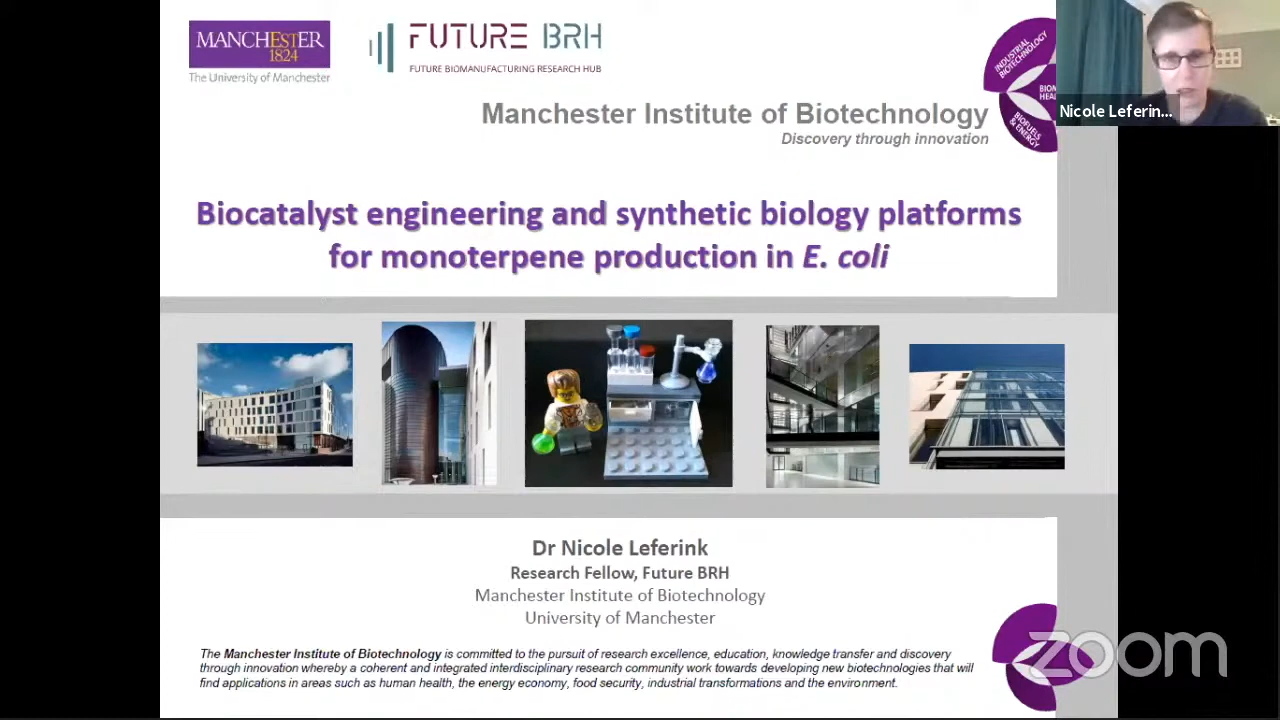 MANCHESTER
1824
The University of Manchester
FUTURE BRH
FUTURE BIOMANUFACTURING RESEARCH HUB
INDUSTRIAL
BIOTECHNOLOGY
BIOFUELS
& ENERGY
Nicole Leferin...
Manchester Institute of Biotechnology
Discovery through innovation
Biocatalyst engineering and synthetic biology platforms
for monoterpene production in E. coli
Dr Nicole Leferink
Research Fellow, Future BRH
Manchester Institute of Biotechnology
University of Manchester
The Manchester Institute of Biotechnology is committed to the pursuit of research excellence, education, knowledge transfer and discovery
through innovation whereby a coherent and integrated interdisciplinary research community work towards developing new biotechnologies that will
find applications in areas such as human health, the energy economy, food security, industrial transformations and the environment.
zoom